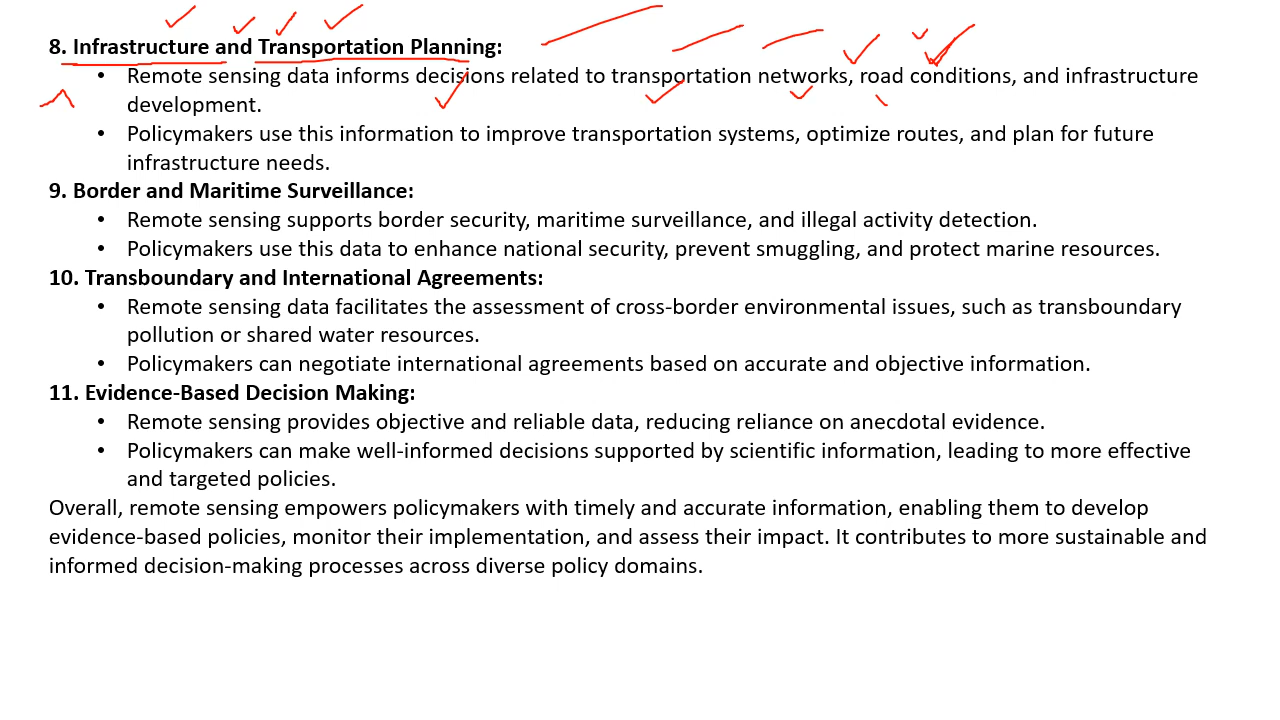 8. Infrastructure and Transportation Planning:
• Remote sensing data informs decisions related to transportation networks, road conditions, and infrastructure
development.
• Policymakers use this information to improve transportation systems, optimize routes, and plan for future
infrastructure needs.
9. Border and Maritime Surveillance:
• Remote sensing supports border security, maritime surveillance, and illegal activity detection.
• Policymakers use this data to enhance national security, prevent smuggling, and protect marine resources.
10. Transboundary and International Agreements:
• Remote sensing data facilitates the assessment of cross-border environmental issues, such as transboundary
pollution or shared water resources.
• Policymakers can negotiate international agreements based on accurate and objective information.
11. Evidence-Based Decision Making:
• Remote sensing provides objective and reliable data, reducing reliance on anecdotal evidence.
• Policymakers can make well-informed decisions supported by scientific information, leading to more effective
and targeted policies.
Overall, remote sensing empowers policymakers with timely and accurate information, enabling them to develop
evidence-based policies, monitor their implementation, and assess their impact. It contributes to more sustainable and
informed decision-making processes across diverse policy domains.